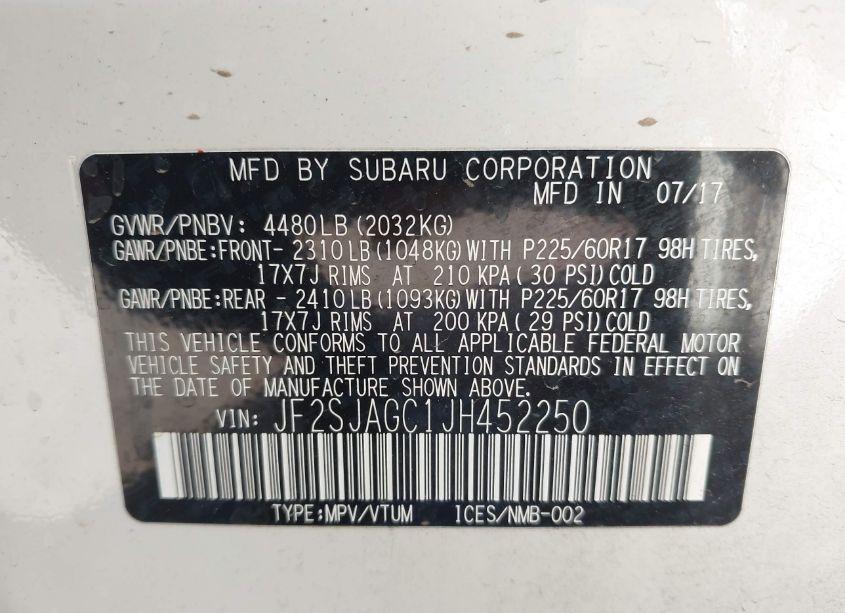 MFD BY SUBARU CORPORATION
MFD IN 07/17
GVWR/PNBV: 4480LB (2032KG)
GAWR/PNBE:FRONT- 2310LB(1048KG)WITH P225/60R17 98H TIRES,
17X7J RIMS AT 210 KPA( 30 PSI)COLD
GAWR/PNBE:REAR - 2410LB(1093KG)WITH P225/60R17 98H TIRES,
17X7J RIMS AT 200 KPA( 29 PSI)COLD
THIS VEHICLE CONFORMS TO ALL APPLICABLE FEDERAL MOTOR
VEHICLE SAFETY AND THEFT PREVENTION STANDARDS IN EFFECT ON
THE DATE OF MANUFACTURE SHOWN ABOVE.
VIN: JF2SJAGC1JH452250
TYPE:MPV/VTUM ICES/NMB-002